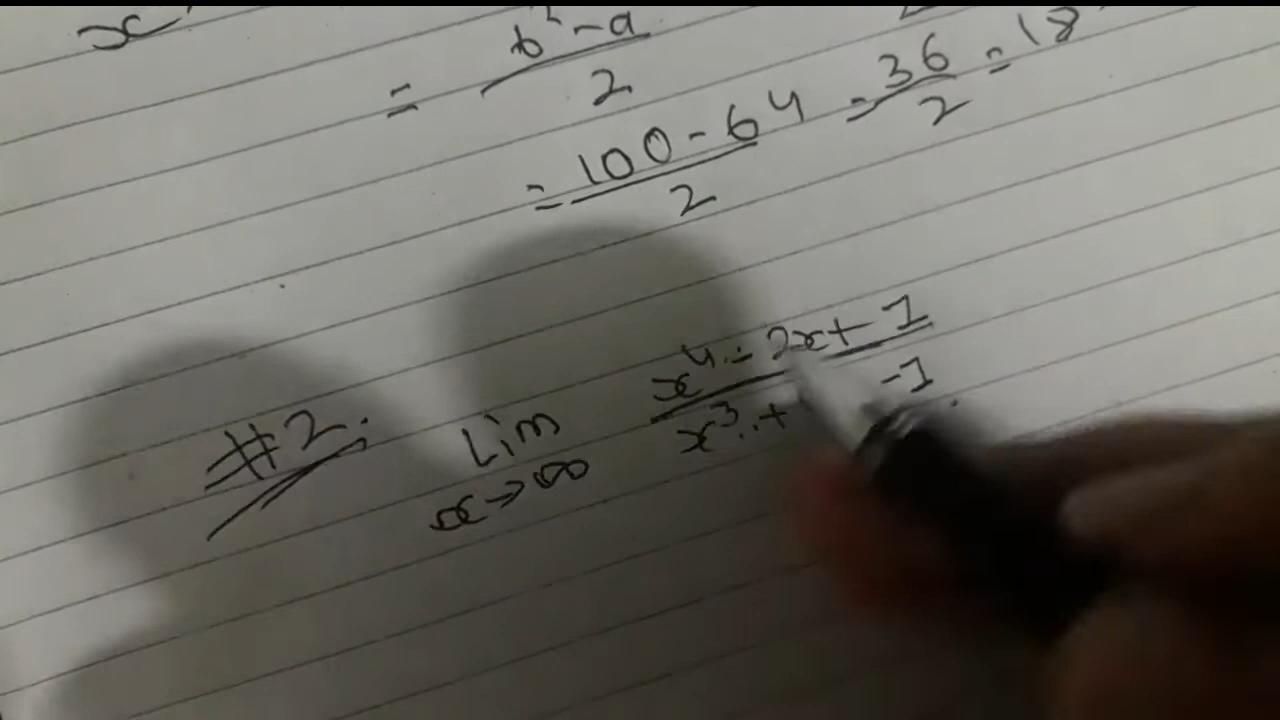 x
= b² - a
2
= 100 - 64 = 36 = 18
2 2
#2. Lim x⁴ - 2x + 1
x→∞ x³ + -1